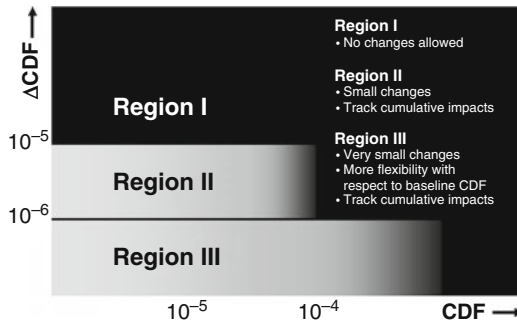 ΔCDF
Region I
• No changes allowed
Region II
• Small changes
• Track cumulative impacts
Region III
• Very small changes
• More flexibility with
respect to baseline CDF
• Track cumulative impacts
Region I
10⁻⁵
Region II
10⁻⁶
Region III
10⁻⁵
10⁻⁴
CDF